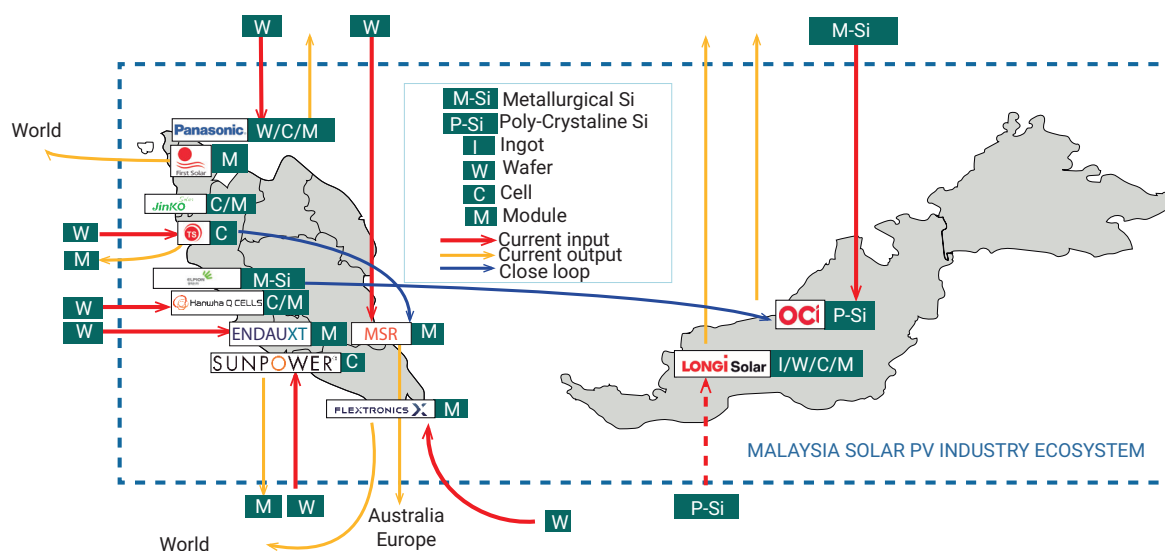 W
W
M-Si
World
Panasonic
W/C/M
First Solar
M
Solar
JinKO
C/M
W
TS
C
M
M-Si
W
Hanwha Q CELLS
C/M
W
ENDAUXT
M
MSR
M
SUNPOWER
C
FLEXTRONICS
M
M-Si Metallurgical Si
P-Si Poly-Crystaline Si
I Ingot
W Wafer
C Cell
M Module
Current input
Current output
Close loop
OCi
P-Si
LONGi Solar
I/W/C/M
MALAYSIA SOLAR PV INDUSTRY ECOSYSTEM
M
W
World
Australia
Europe
W
P-Si